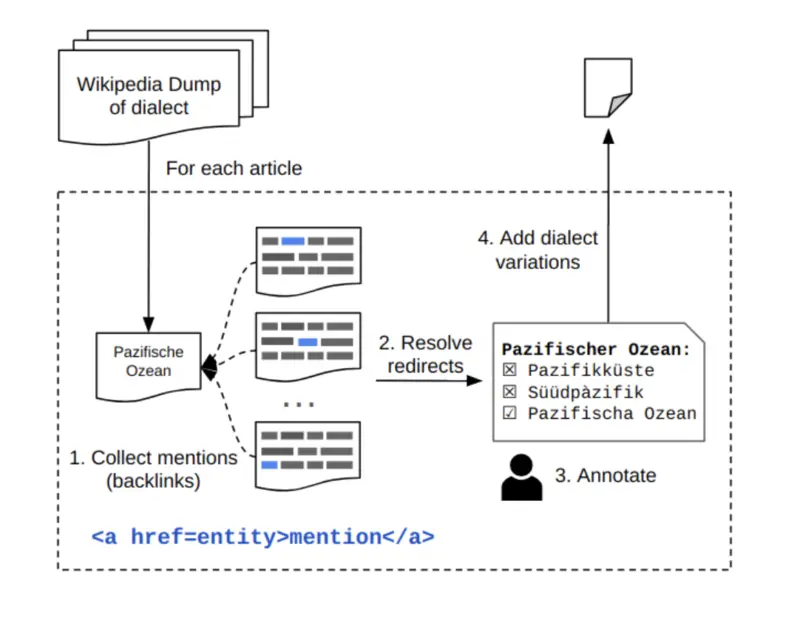 Wikipedia Dump
of dialect
For each article
4. Add dialect
variations
Pazifische
Ozean
2. Resolve
redirects
Pazifischer Ozean:
☒ Pazifikküste
☒ Süüdpàzifik
☑ Pazifischa Ozean
...
1. Collect mentions
(backlinks)
3. Annotate
<a href=entity>mention</a>